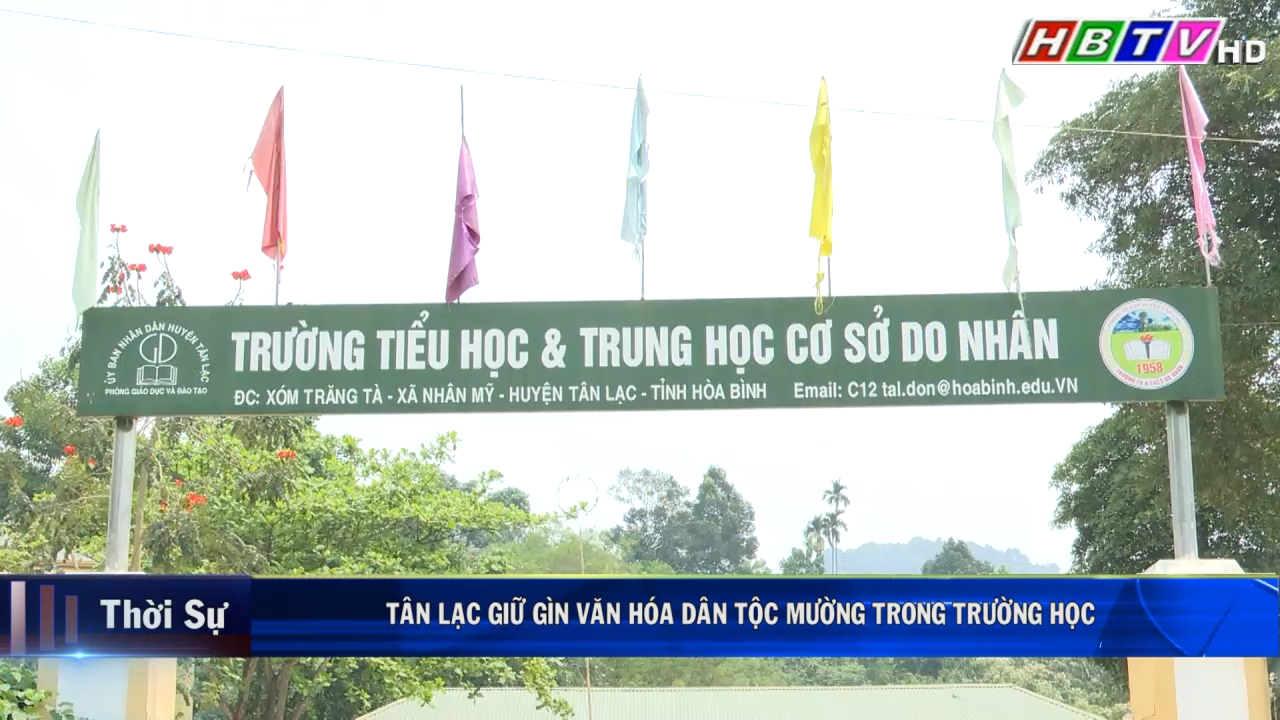 HBTV HD
ỦY BAN NHÂN DÂN HUYỆN TÂN LẠC
PHÒNG GIÁO DỤC VÀ ĐÀO TẠO
TRƯỜNG TIỂU HỌC & TRUNG HỌC CƠ SỞ DO NHÂN
ĐC: XÓM TRĂNG TÀ - XÃ NHÂN MỸ - HUYỆN TÂN LẠC - TỈNH HÒA BÌNH Email: C12 tal.don@hoabinh.edu.VN
1958
Thời Sự
TÂN LẠC GIỮ GÌN VĂN HÓA DÂN TỘC MƯỜNG TRONG TRƯỜNG HỌC